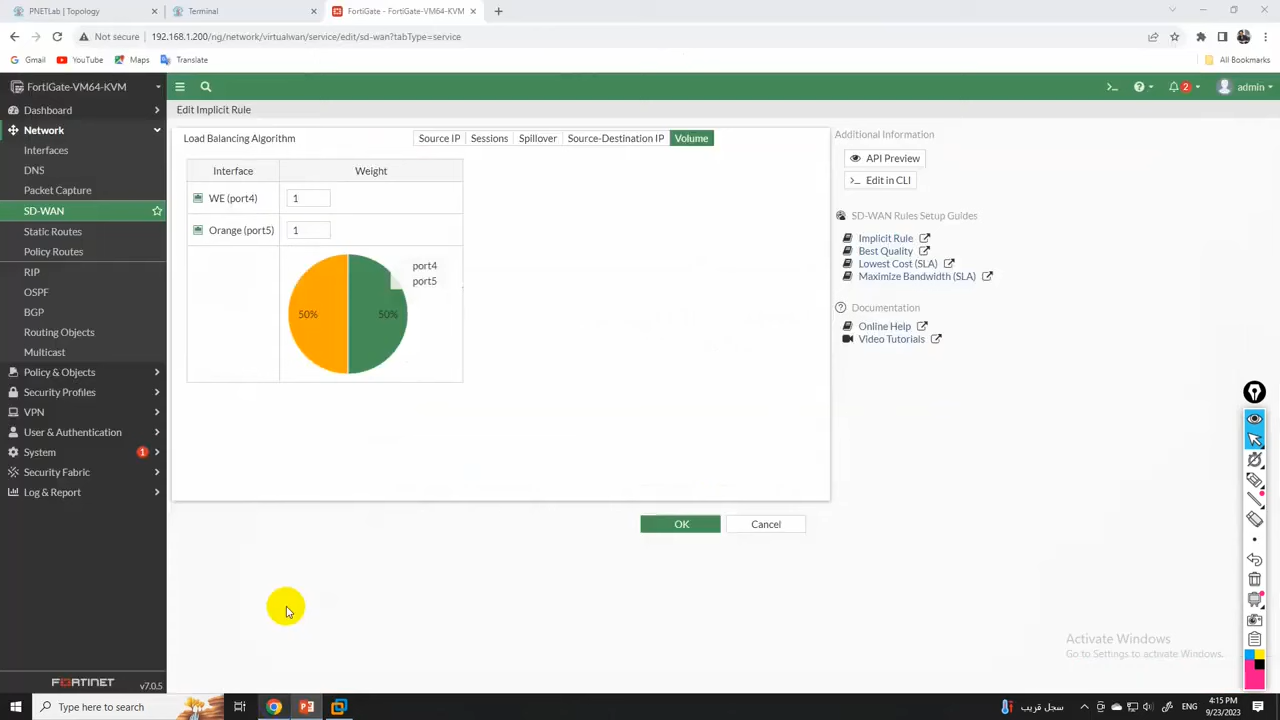 PNETLab | Topology
Terminal
FortiGate - FortiGate-VM64-KVM
Not secure
192.168.1.200/ng/network/virtualwan/service/edit/sd-wan?tabType=service
Gmail
YouTube
Maps
Translate
All Bookmarks
FortiGate-VM64-KVM
2
admin
Dashboard
Network
Interfaces
DNS
Packet Capture
SD-WAN
Static Routes
Policy Routes
RIP
OSPF
BGP
Routing Objects
Multicast
Policy & Objects
Security Profiles
VPN
User & Authentication
System
1
Security Fabric
Log & Report
FORTINET
v7.0.5
Edit Implicit Rule
Load Balancing Algorithm
Source IP
Sessions
Spillover
Source-Destination IP
Volume
Interface
Weight
WE (port4)
1
Orange (port5)
1
port4
port5
50%
50%
OK
Cancel
Additional Information
API Preview
>_ Edit in CLI
SD-WAN Rules Setup Guides
Implicit Rule
Best Quality
Lowest Cost (SLA)
Maximize Bandwidth (SLA)
Documentation
Online Help
Video Tutorials
Activate Windows
Go to Settings to activate Windows.
Type here to search
سجل قريب
ENG
4:15 PM
9/23/2023